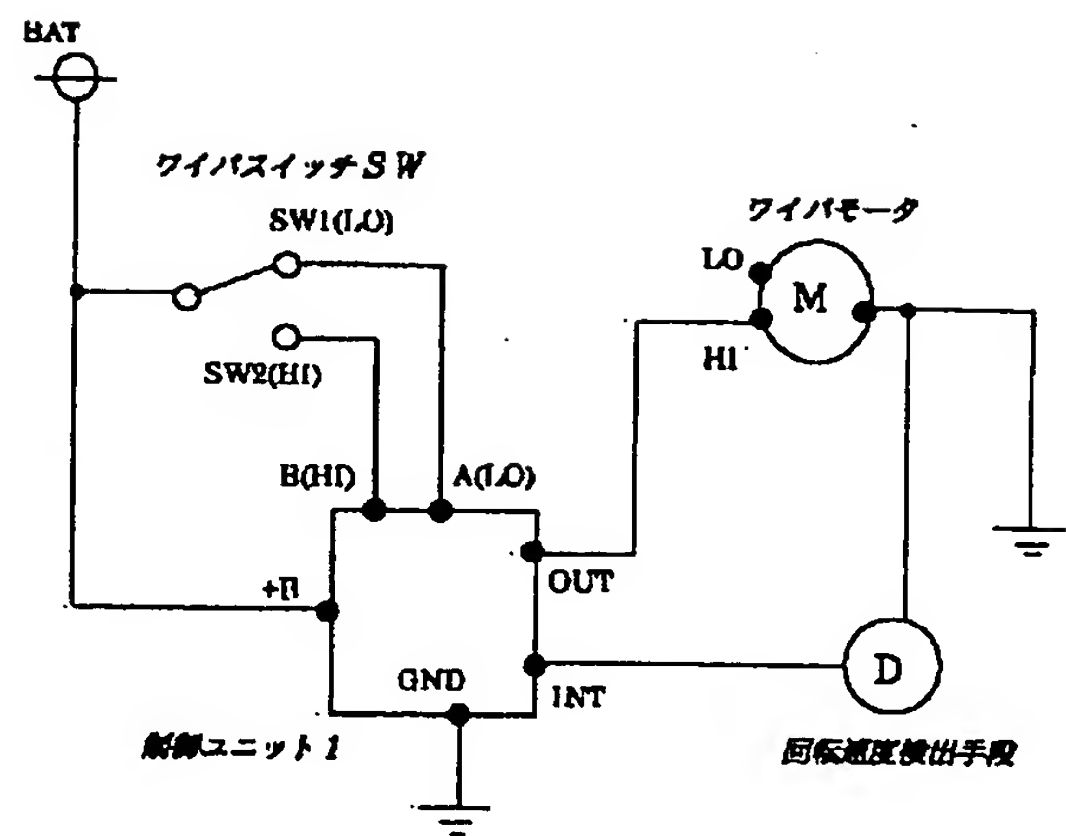 BAT
ワイパスイッチSW
SW1(LO)
SW2(HI)
ワイパモータ
LO
M
HI
B(HI)
A(LO)
+B
OUT
GND
INT
D
制御ユニット1
回転速度検出手段